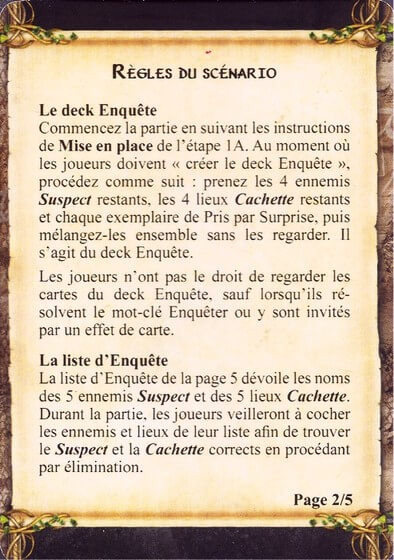 RÈGLES DU SCÉNARIO
Le deck Enquête
Commencez la partie en suivant les instructions
de Mise en place de l'étape 1A. Au moment où
les joueurs doivent « créer le deck Enquête »,
procédez comme suit : prenez les 4 ennemis
Suspect restants, les 4 lieux Cachette restants
et chaque exemplaire de Pris par Surprise, puis
mélangez-les ensemble sans les regarder. Il
s'agit du deck Enquête.
Les joueurs n'ont pas le droit de regarder les
cartes du deck Enquête, sauf lorsqu'ils ré-
solvent le mot-clé Enquêter ou y sont invités
par un effet de carte.
La liste d'Enquête
La liste d'Enquête de la page 5 dévoile les noms
des 5 ennemis Suspect et des 5 lieux Cachette.
Durant la partie, les joueurs veilleront à cocher
les ennemis et lieux de leur liste afin de trouver
le Suspect et la Cachette corrects en procédant
par élimination.
Page 2/5